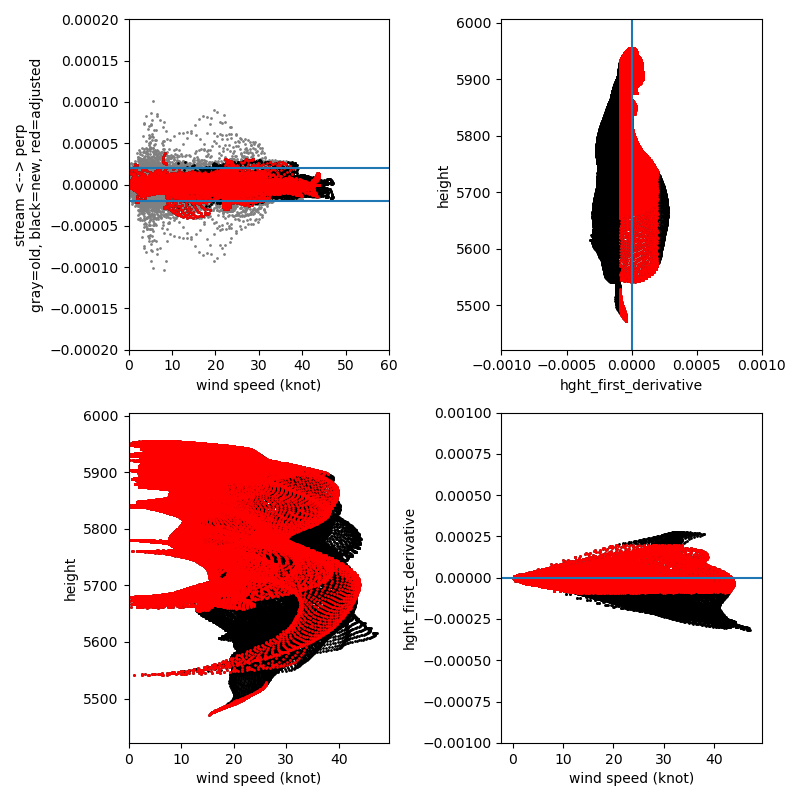 0.00020
0.00015
0.00010
0.00005
0.00000
−0.00005
−0.00010
−0.00015
−0.00020
0 10 20 30 40 50 60
wind speed (knot)
stream <--> perp
gray=old, black=new, red=adjusted
6000
5900
5800
5700
5600
5500
−0.0010 −0.0005 0.0000 0.0005 0.0010
hght_first_derivative
height
6000
5900
5800
5700
5600
5500
0 10 20 30 40
wind speed (knot)
height
0.00100
0.00075
0.00050
0.00025
0.00000
−0.00025
−0.00050
−0.00075
−0.00100
0 10 20 30 40
wind speed (knot)
hght_first_derivative